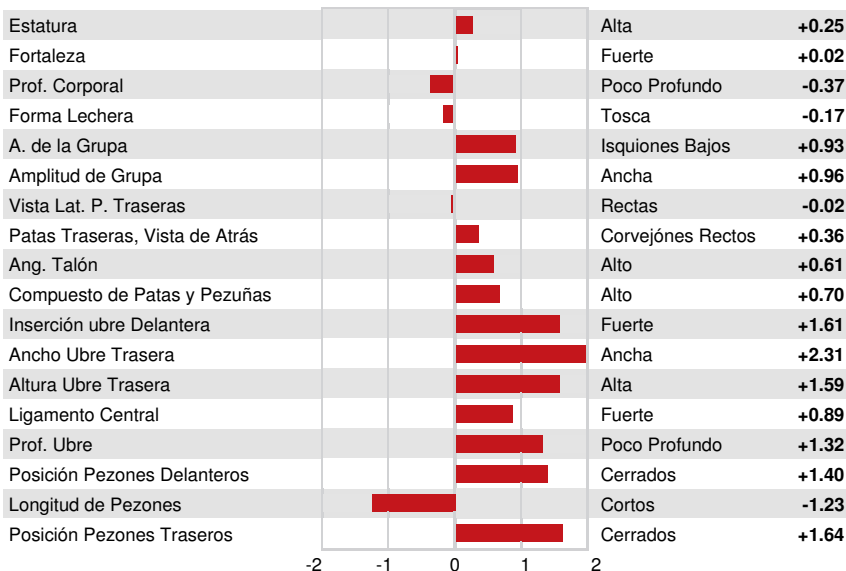 Estatura Alta +0.25
Fortaleza Fuerte +0.02
Prof. Corporal Poco Profundo -0.37
Forma Lechera Tosca -0.17
A. de la Grupa Isquiones Bajos +0.93
Amplitud de Grupa Ancha +0.96
Vista Lat. P. Traseras Rectas -0.02
Patas Traseras, Vista de Atrás Corvejónes Rectos +0.36
Ang. Talón Alto +0.61
Compuesto de Patas y Pezuñas Alto +0.70
Inserción ubre Delantera Fuerte +1.61
Ancho Ubre Trasera Ancha +2.31
Altura Ubre Trasera Alta +1.59
Ligamento Central Fuerte +0.89
Prof. Ubre Poco Profundo +1.32
Posición Pezones Delanteros Cerrados +1.40
Longitud de Pezones Cortos -1.23
Posición Pezones Traseros Cerrados +1.64
-2 -1 0 1 2